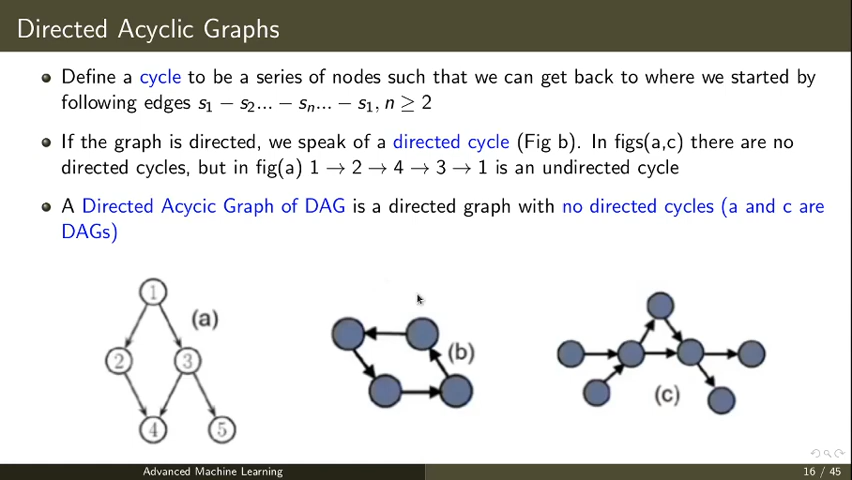 Directed Acyclic Graphs
Define a cycle to be a series of nodes such that we can get back to where we started by
following edges s₁ − s₂... − sₙ... − s₁, n ≥ 2
If the graph is directed, we speak of a directed cycle (Fig b). In figs(a,c) there are no
directed cycles, but in fig(a) 1 → 2 → 4 → 3 → 1 is an undirected cycle
A Directed Acycic Graph of DAG is a directed graph with no directed cycles (a and c are
DAGs)
1
(a)
2
3
(b)
(c)
4
5
Advanced Machine Learning
16 / 45